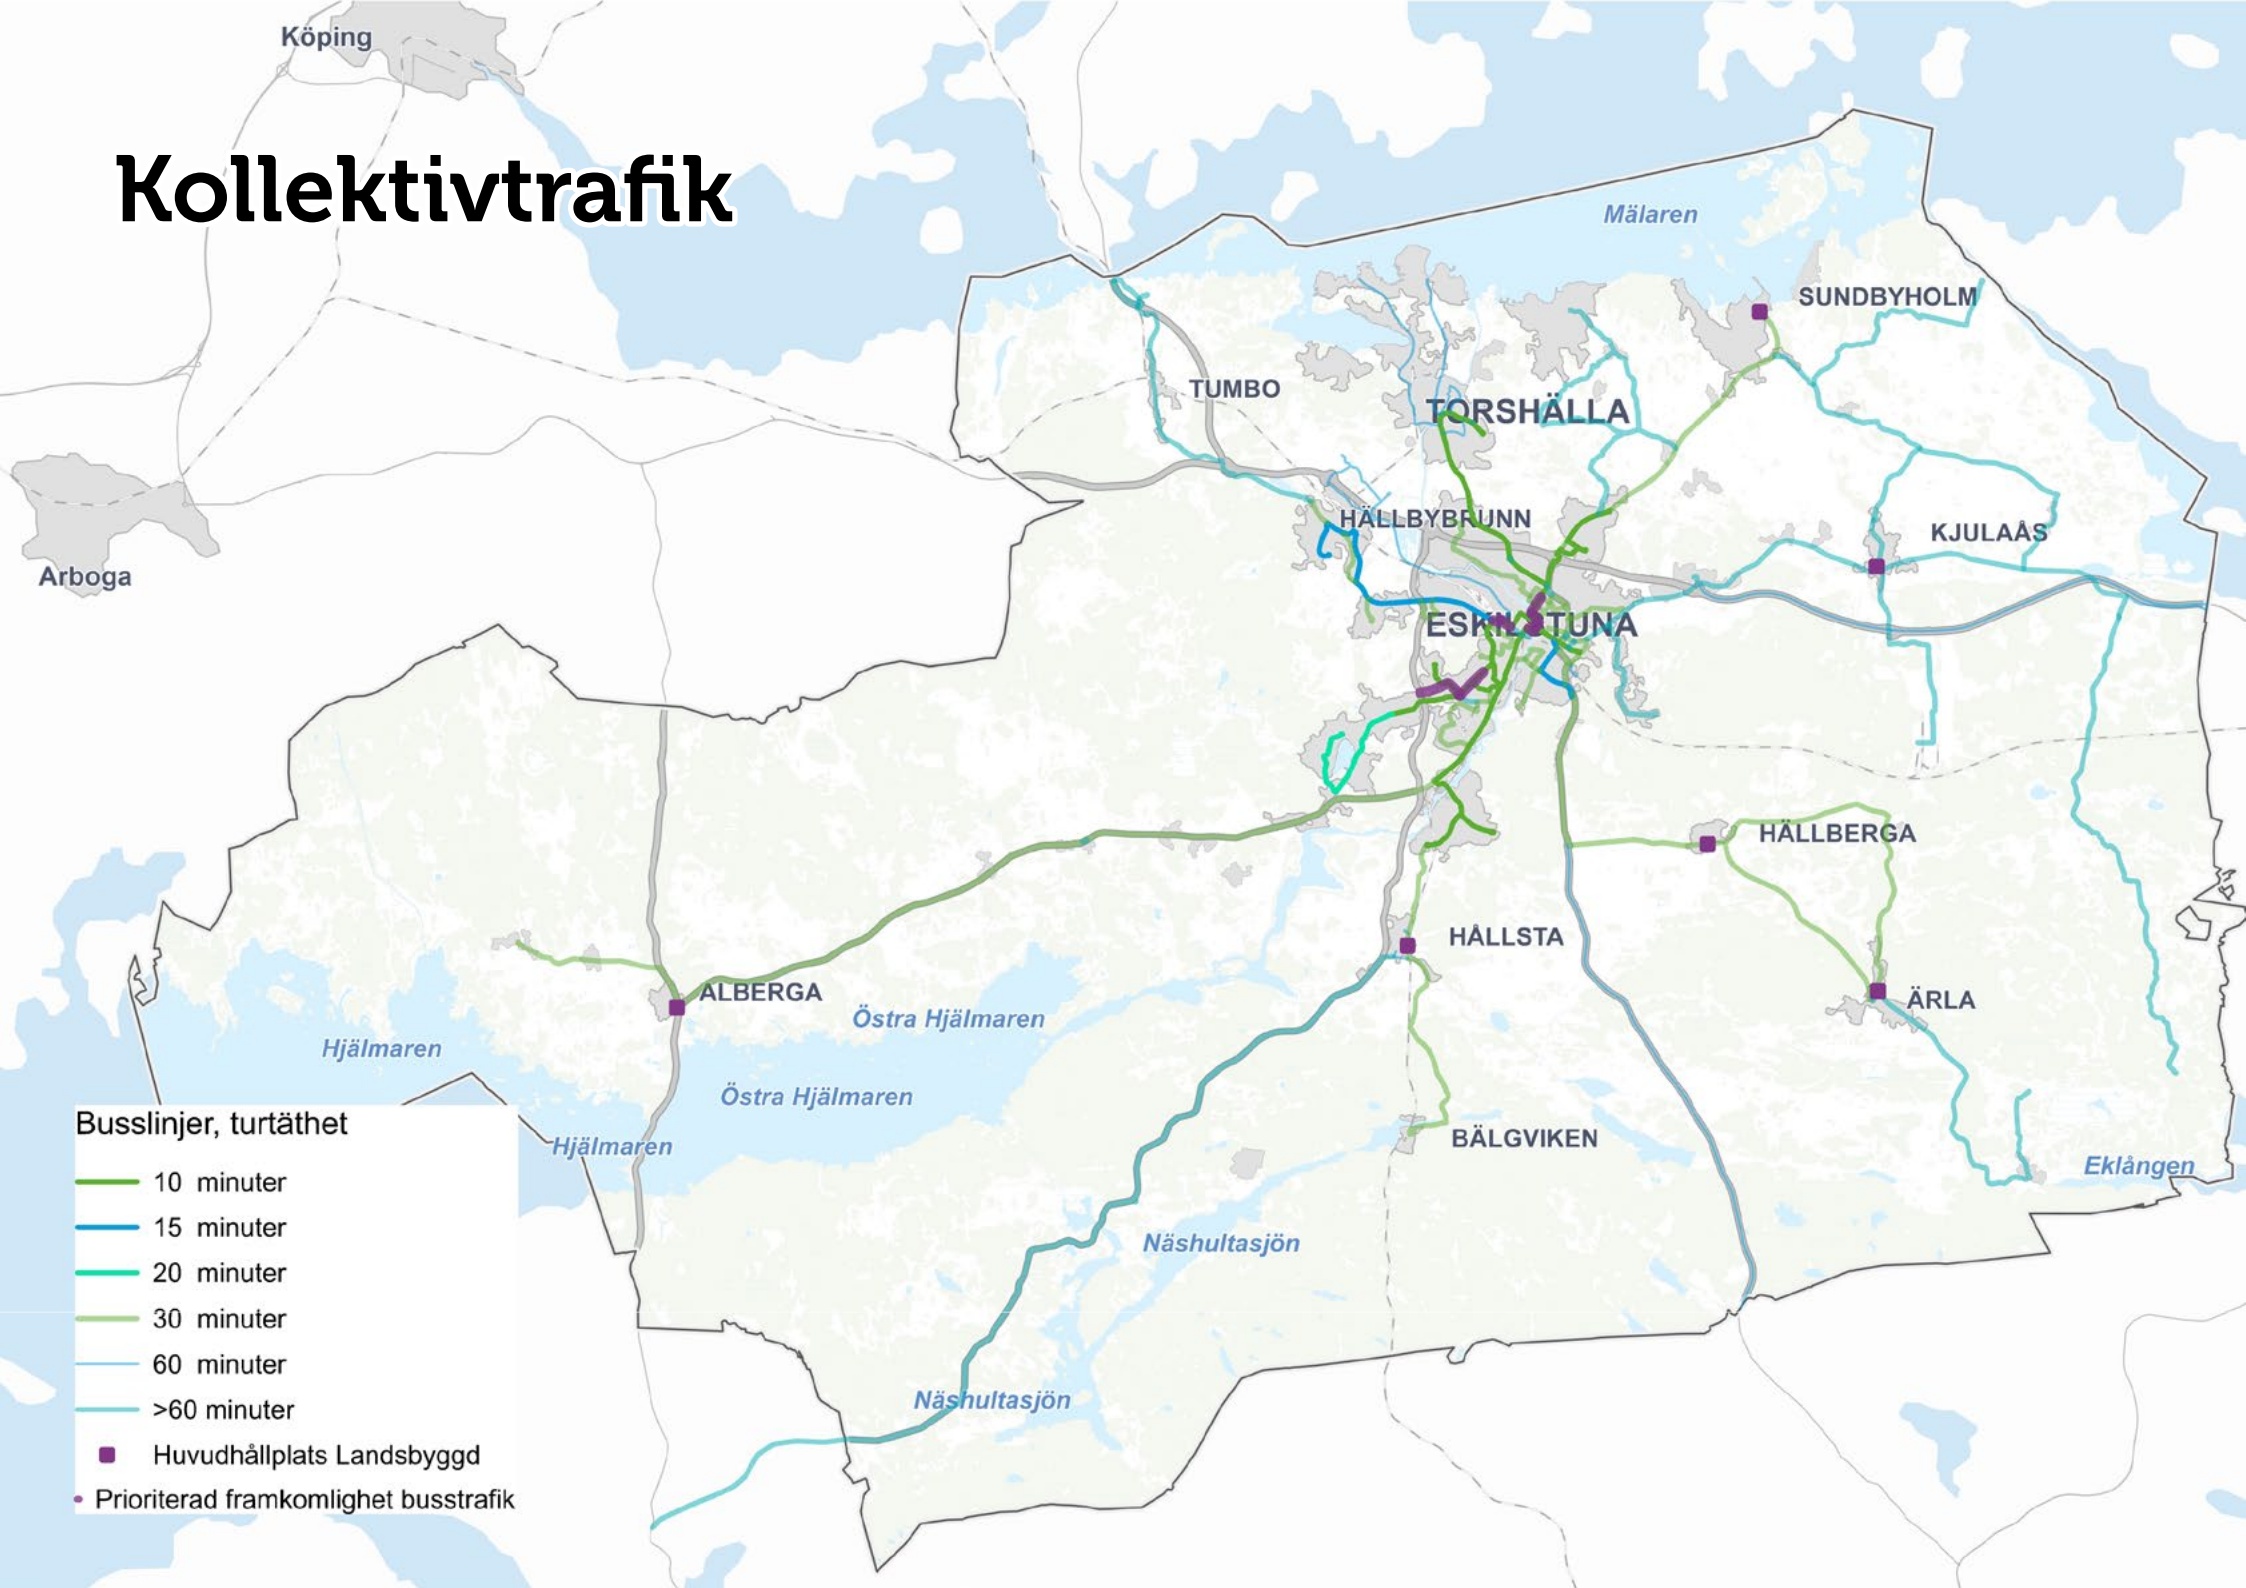 Köping
Kollektivtrafik
Mälaren
SUNDBYHOLM
TUMBO
TORSHÄLLA
HÄLLBYBRUNN
KJULAÅS
Arboga
ESKILSTUNA
HÄLLBERGA
HÅLLSTA
ALBERGA
ÄRLA
Östra Hjälmaren
Hjälmaren
Östra Hjälmaren
Hjälmaren
BÄLGVIKEN
Eklången
Näshultasjön
Näshultasjön
Busslinjer, turtäthet
10 minuter
15 minuter
20 minuter
30 minuter
60 minuter
>60 minuter
Huvudhållplats Landsbyggd
Prioriterad framkomlighet busstrafik